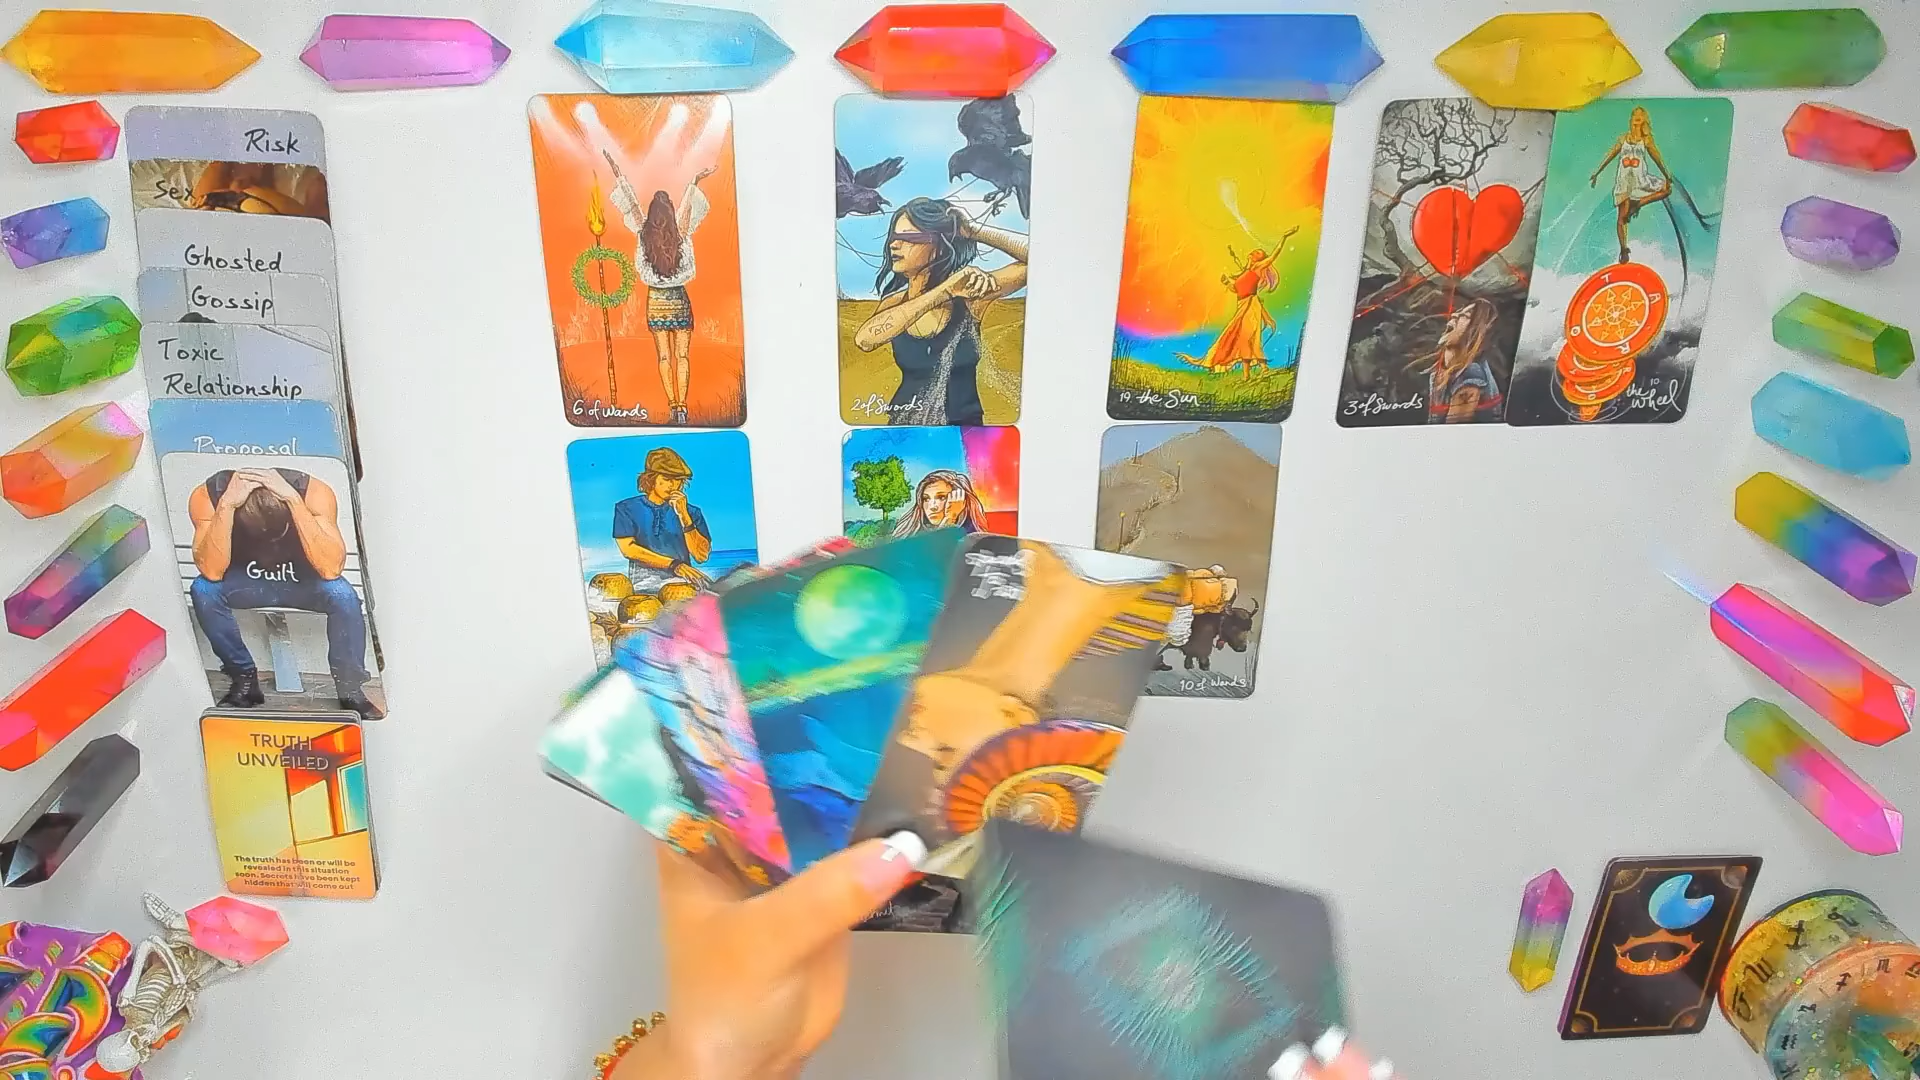 Risk
Sex
Ghosted
Gossip
Toxic
Relationship
Proposal
Guilt
TRUTH
UNVEILED
The truth has been or will be
revealed in this situation
soon. Secrets have been kept
hidden that will come out
6 of Wands
2 of Swords
19. the Sun
3 of Swords
10
the Wheel
10 of Wands